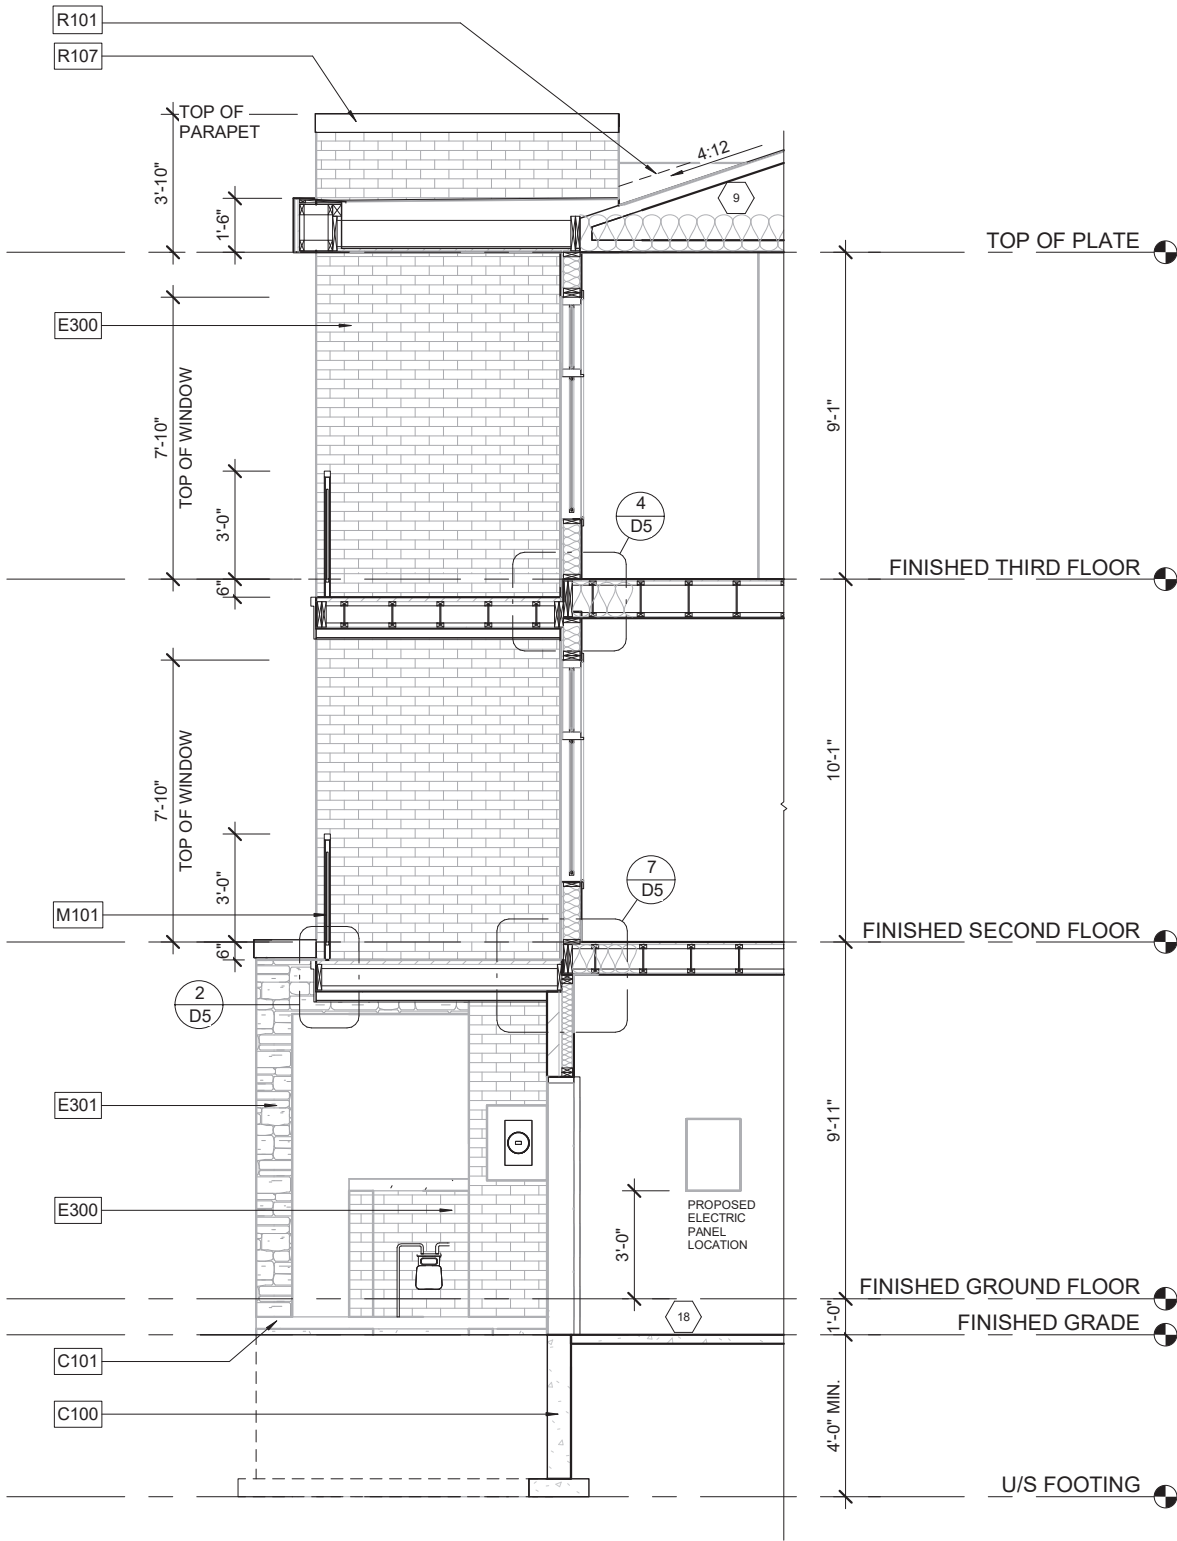 R101
R107
TOP OF
PARAPET
4:12
3'-10"
9
1'-6"
TOP OF PLATE
E300
7'-10"
TOP OF WINDOW
9'-1"
3'-0"
4
D5
FINISHED THIRD FLOOR
6"
7'-10"
TOP OF WINDOW
10'-1"
3'-0"
7
D5
M101
FINISHED SECOND FLOOR
6"
2
D5
E301
9'-11"
E300
PROPOSED
ELECTRIC
PANEL
LOCATION
3'-0"
FINISHED GROUND FLOOR
18
1'-0"
FINISHED GRADE
C101
C100
4'-0" MIN.
U/S FOOTING